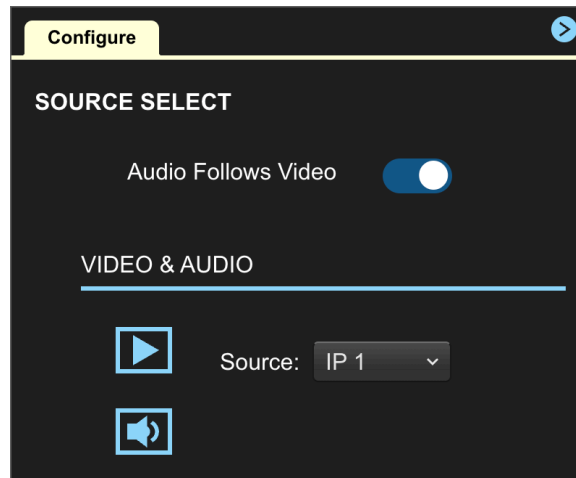 Configure
SOURCE SELECT
Audio Follows Video
VIDEO & AUDIO
Source: IP 1